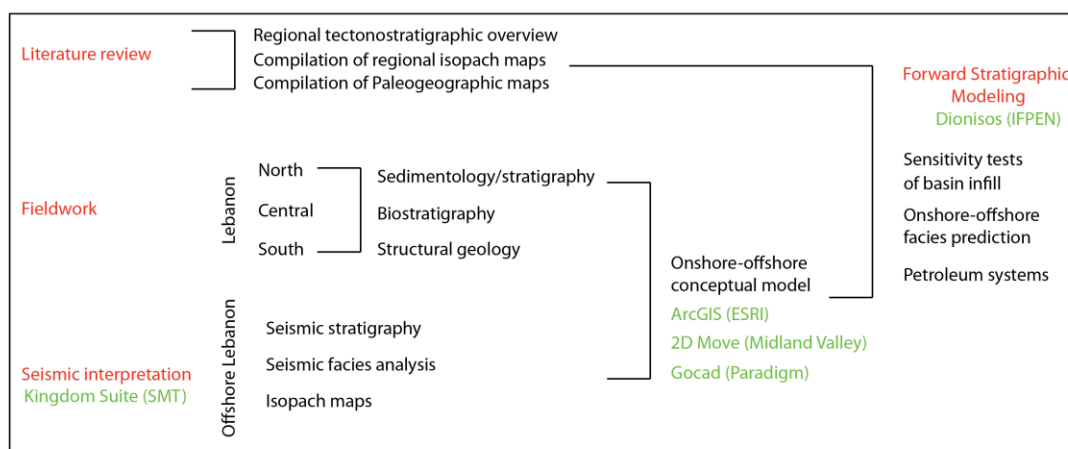 Literature review
Regional tectonostratigraphic overview
Compilation of regional isopach maps
Compilation of Paleogeographic maps
Fieldwork
Lebanon
North
Central
South
Sedimentology/stratigraphy
Biostratigraphy
Structural geology
Seismic interpretation
Kingdom Suite (SMT)
Offshore Lebanon
Seismic stratigraphy
Seismic facies analysis
Isopach maps
Onshore-offshore
conceptual model
ArcGIS (ESRI)
2D Move (Midland Valley)
Gocad (Paradigm)
Forward Stratigraphic
Modeling
Dionisos (IFPEN)
Sensitivity tests
of basin infill
Onshore-offshore
facies prediction
Petroleum systems